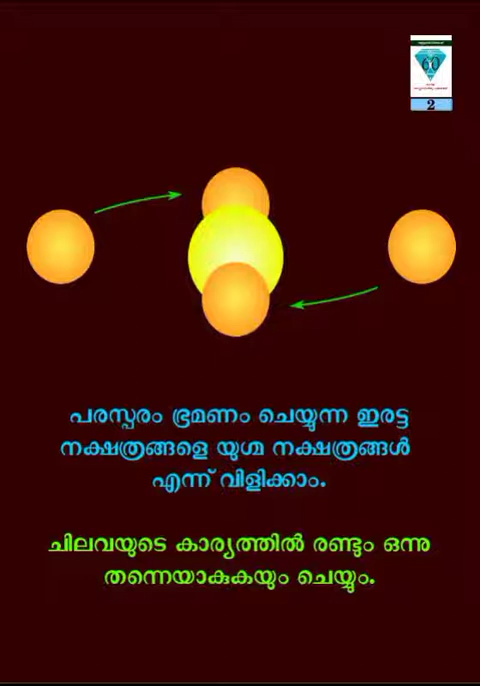 60
2
പരസ്പരം ഭ്രമണം ചെയ്യുന്ന ഇരട്ട
നക്ഷത്രങ്ങളെ യുഗ്മ നക്ഷത്രങ്ങൾ
എന്ന് വിളിക്കാം.
ചിലവയുടെ കാര്യത്തിൽ രണ്ടും ഒന്നു
തന്നെയാകുകയും ചെയ്യും.